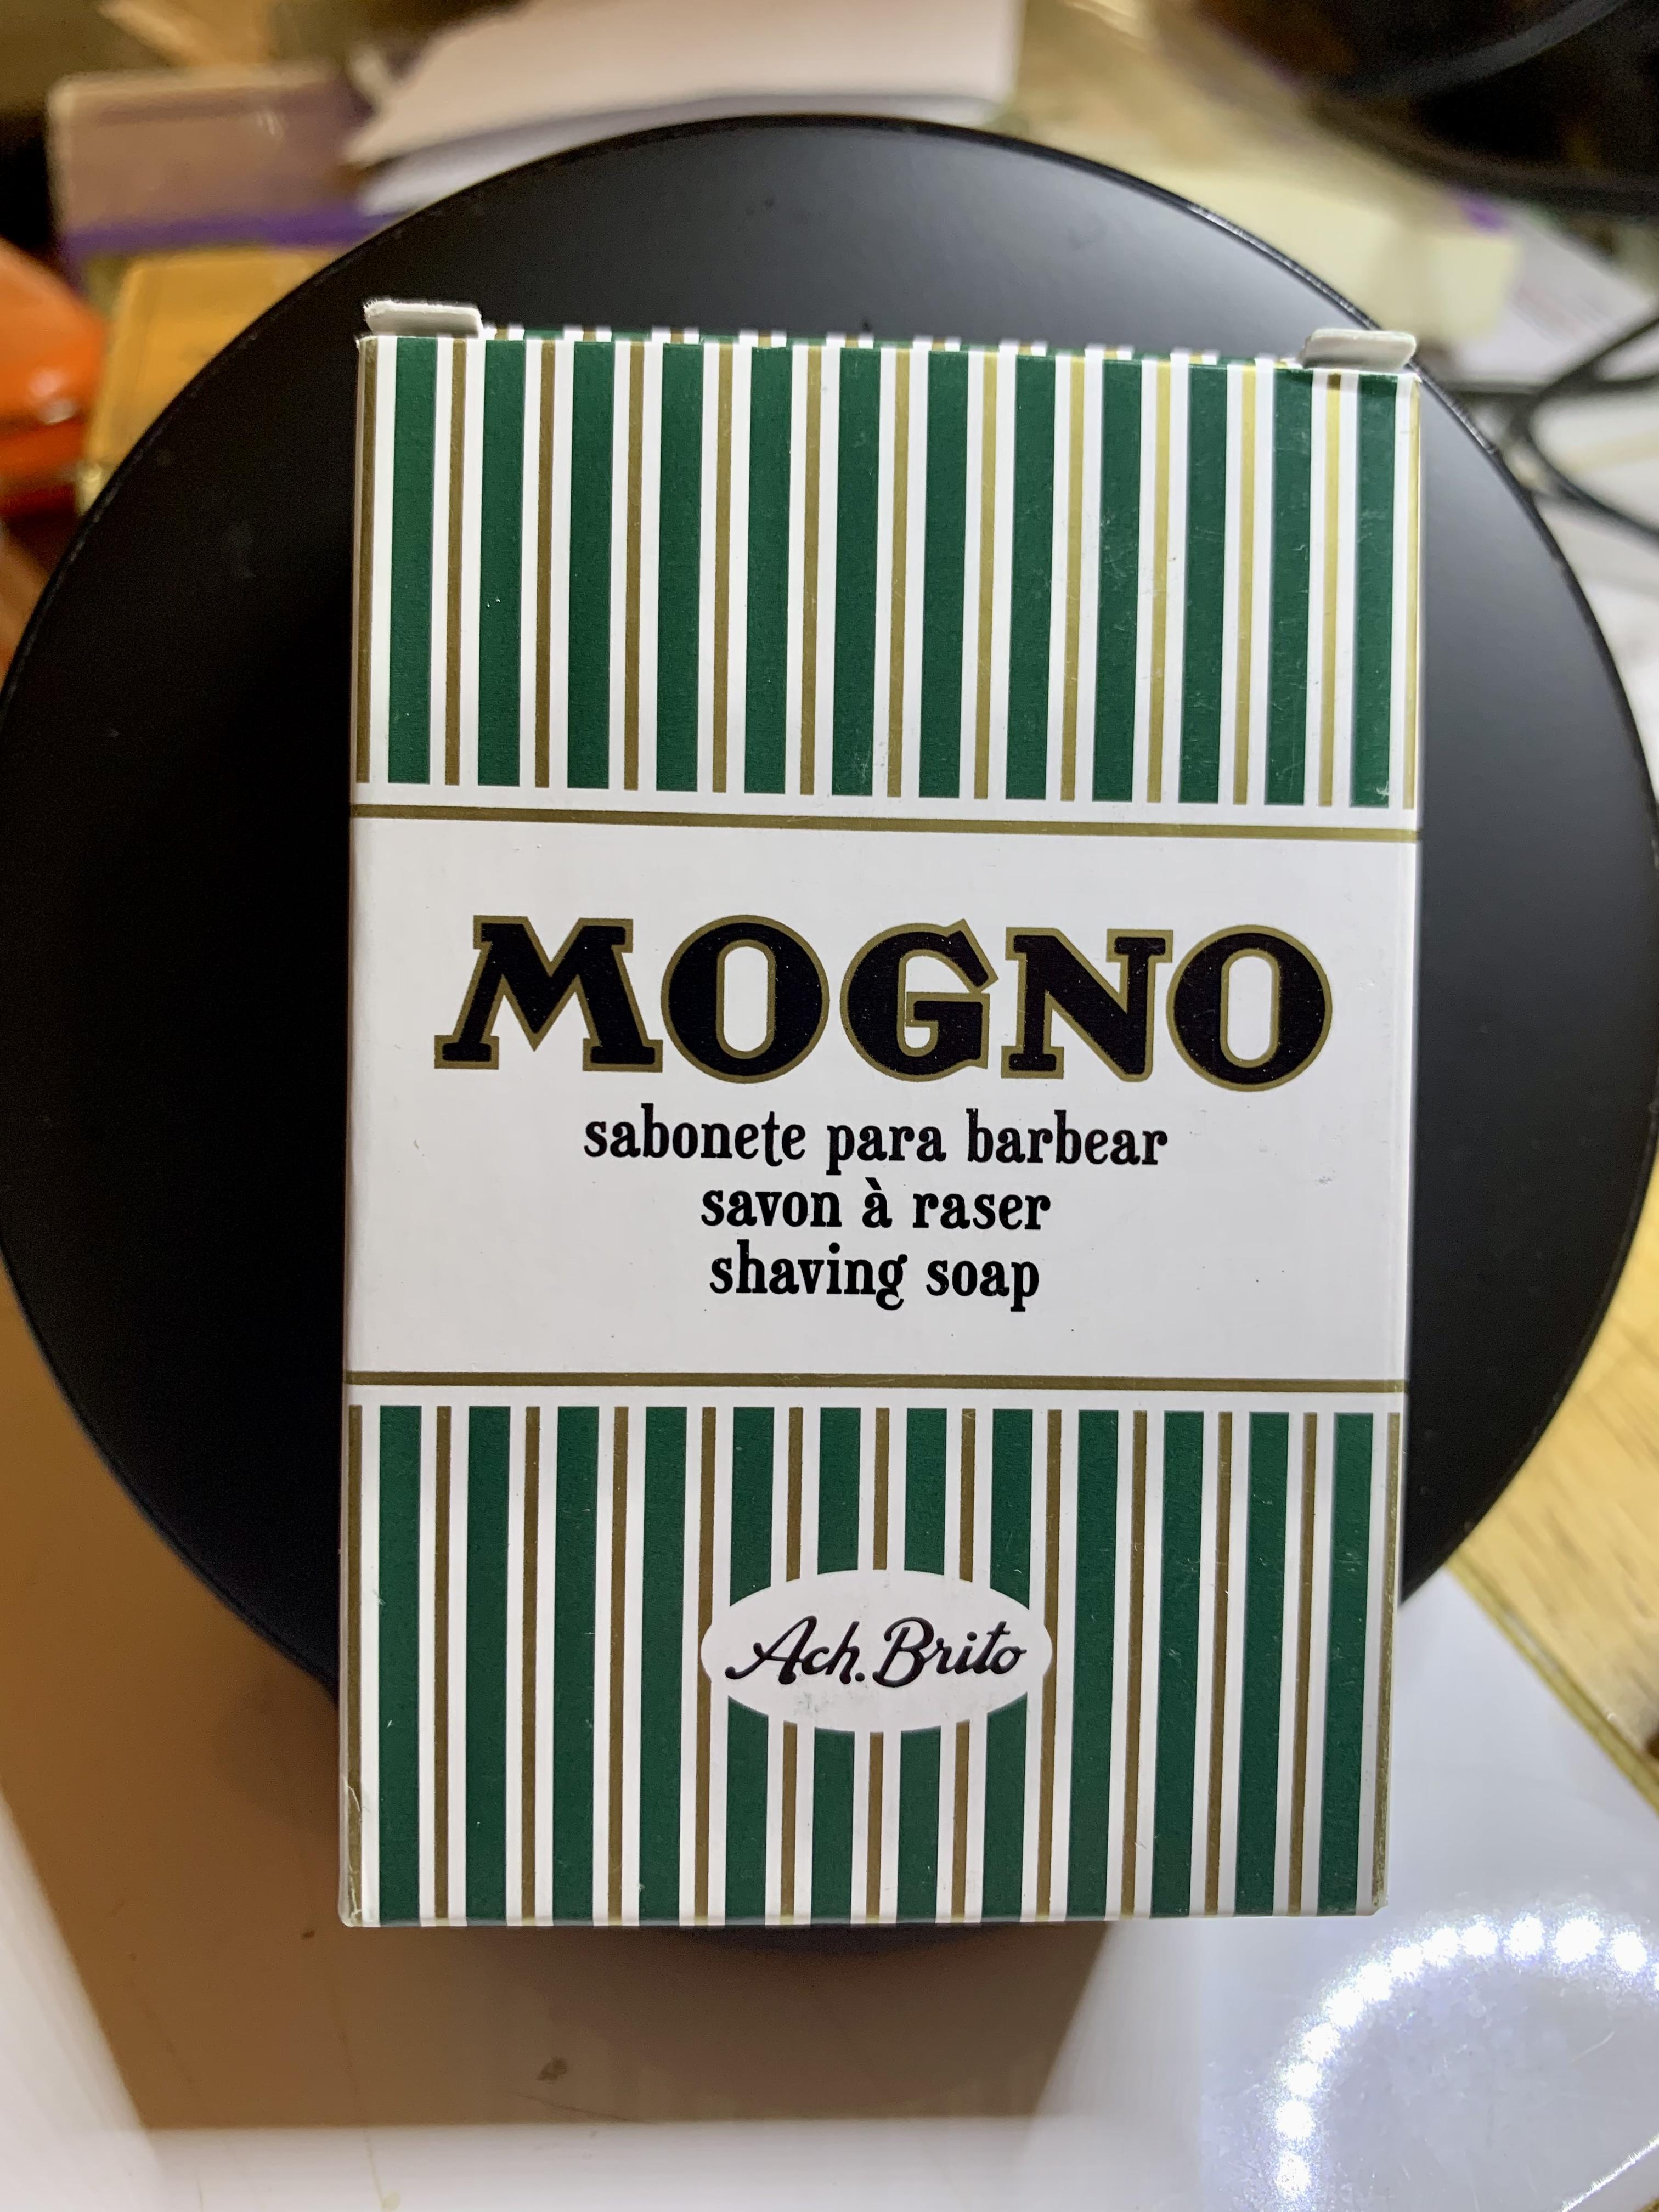 MOGNO
sabonete para barbear
savon à raser
shaving soap
Ach. Brito